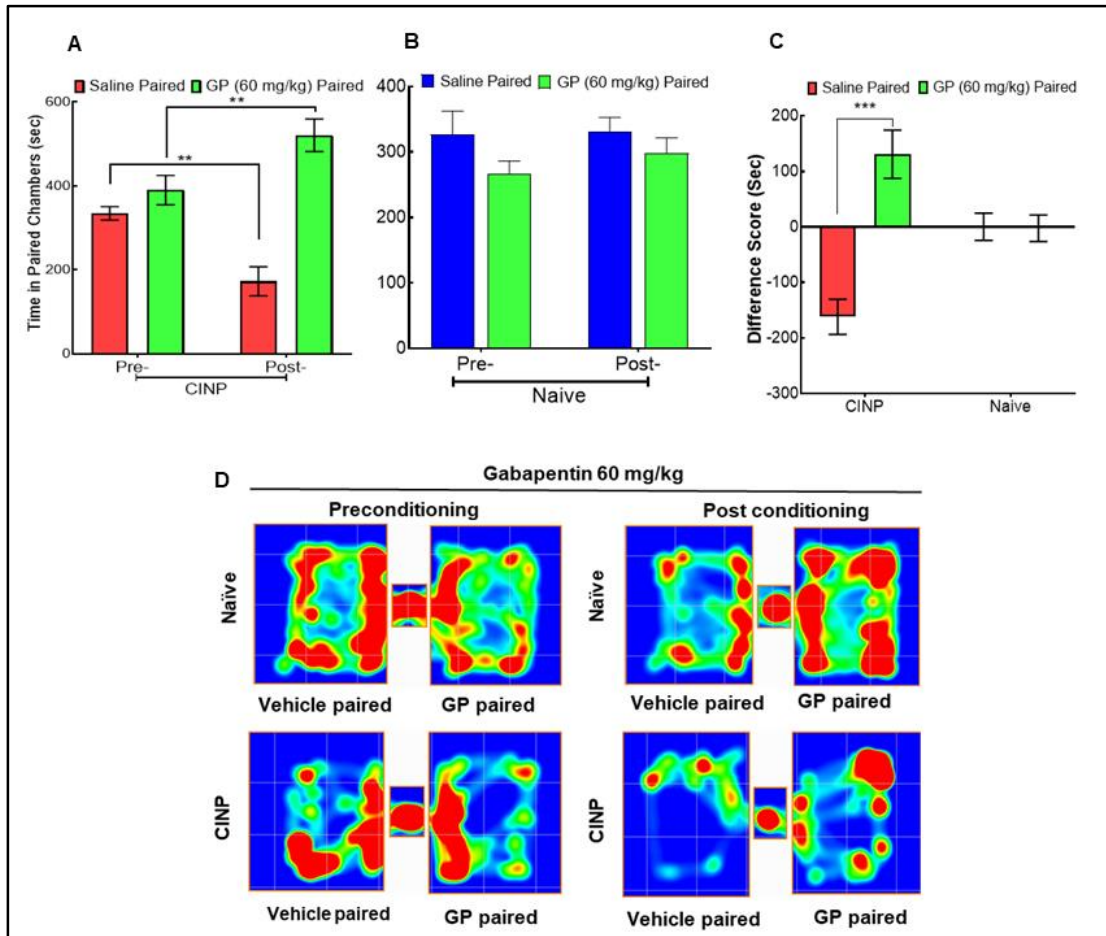 A
Saline Paired GP (60 mg/kg) Paired
Time in Paired Chambers (sec)
600
400
200
0
**
**
Pre- Post-
CINP
B
Saline Paired GP (60 mg/kg) Paired
400
300
200
100
0
Pre- Post-
Naive
C
Saline Paired GP (60 mg/kg) Paired
Difference Score (Sec)
200
100
0
-100
-200
-300
***
CINP Naive
D
Gabapentin 60 mg/kg
Preconditioning Post conditioning
Naïve
Naïve
Vehicle paired GP paired Vehicle paired GP paired
CINP
CINP
Vehicle paired GP paired Vehicle paired GP paired